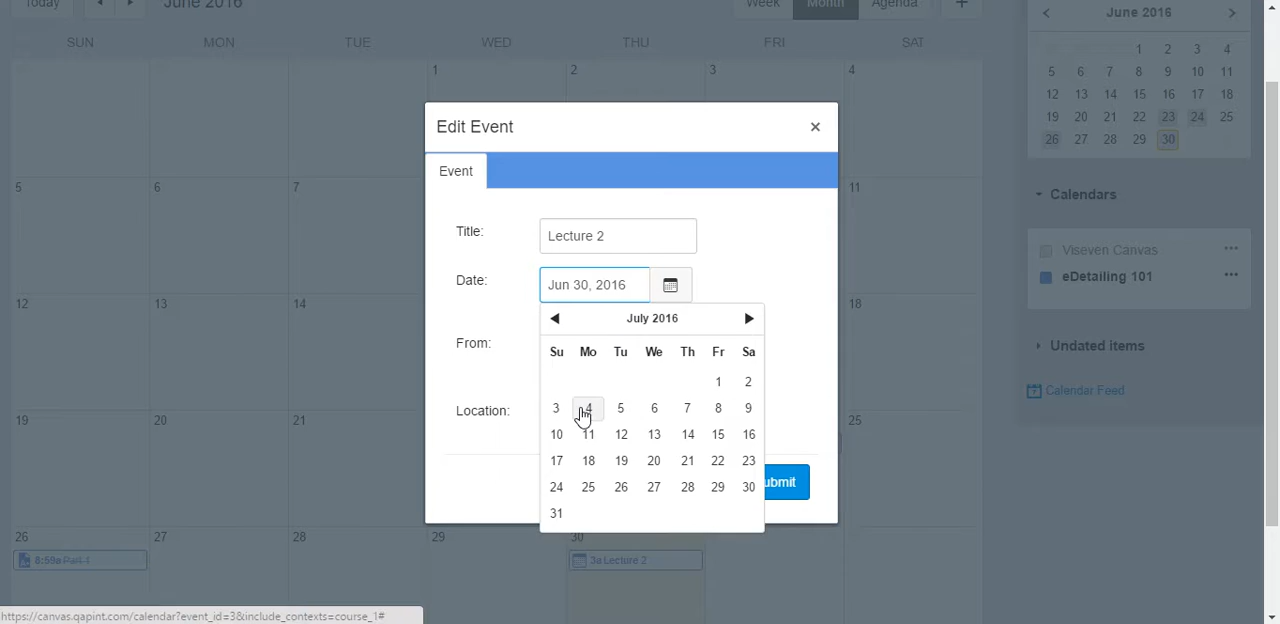 Today June 2016 Week Month Agenda +
SUN MON TUE WED THU FRI SAT
1 2 3 4
5 6 7 11
12 13 14 18
19 20 21 25
26 27 28 29 30
8:59a Part 1 3a Lecture 2
Edit Event ×
Event
Title: Lecture 2
Date: Jun 30, 2016
From:
Location:
July 2016
Su Mo Tu We Th Fr Sa
1 2
3 4 5 6 7 8 9
10 11 12 13 14 15 16
17 18 19 20 21 22 23
24 25 26 27 28 29 30
31
ubmit
June 2016
1 2 3 4
5 6 7 8 9 10 11
12 13 14 15 16 17 18
19 20 21 22 23 24 25
26 27 28 29 30
Calendars
Viseven Canvas
eDetailing 101
Undated items
Calendar Feed
https://canvas.qapint.com/calendar?event_id=3&include_contexts=course_1#